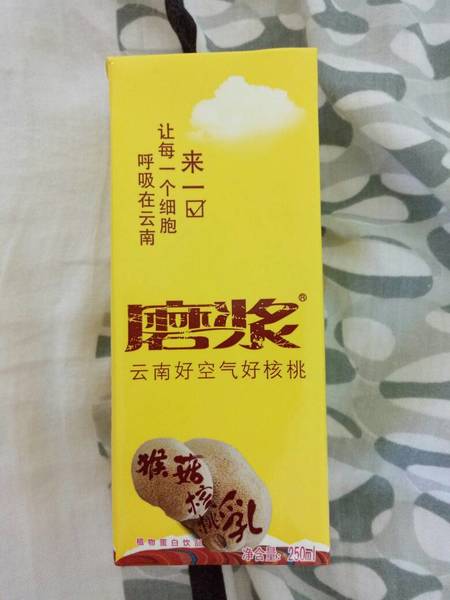 来一☑
让每一个细胞
呼吸在云南
磨浆®
云南好空气好核桃
猴菇
核桃乳
植物蛋白饮
净含量: 250ml